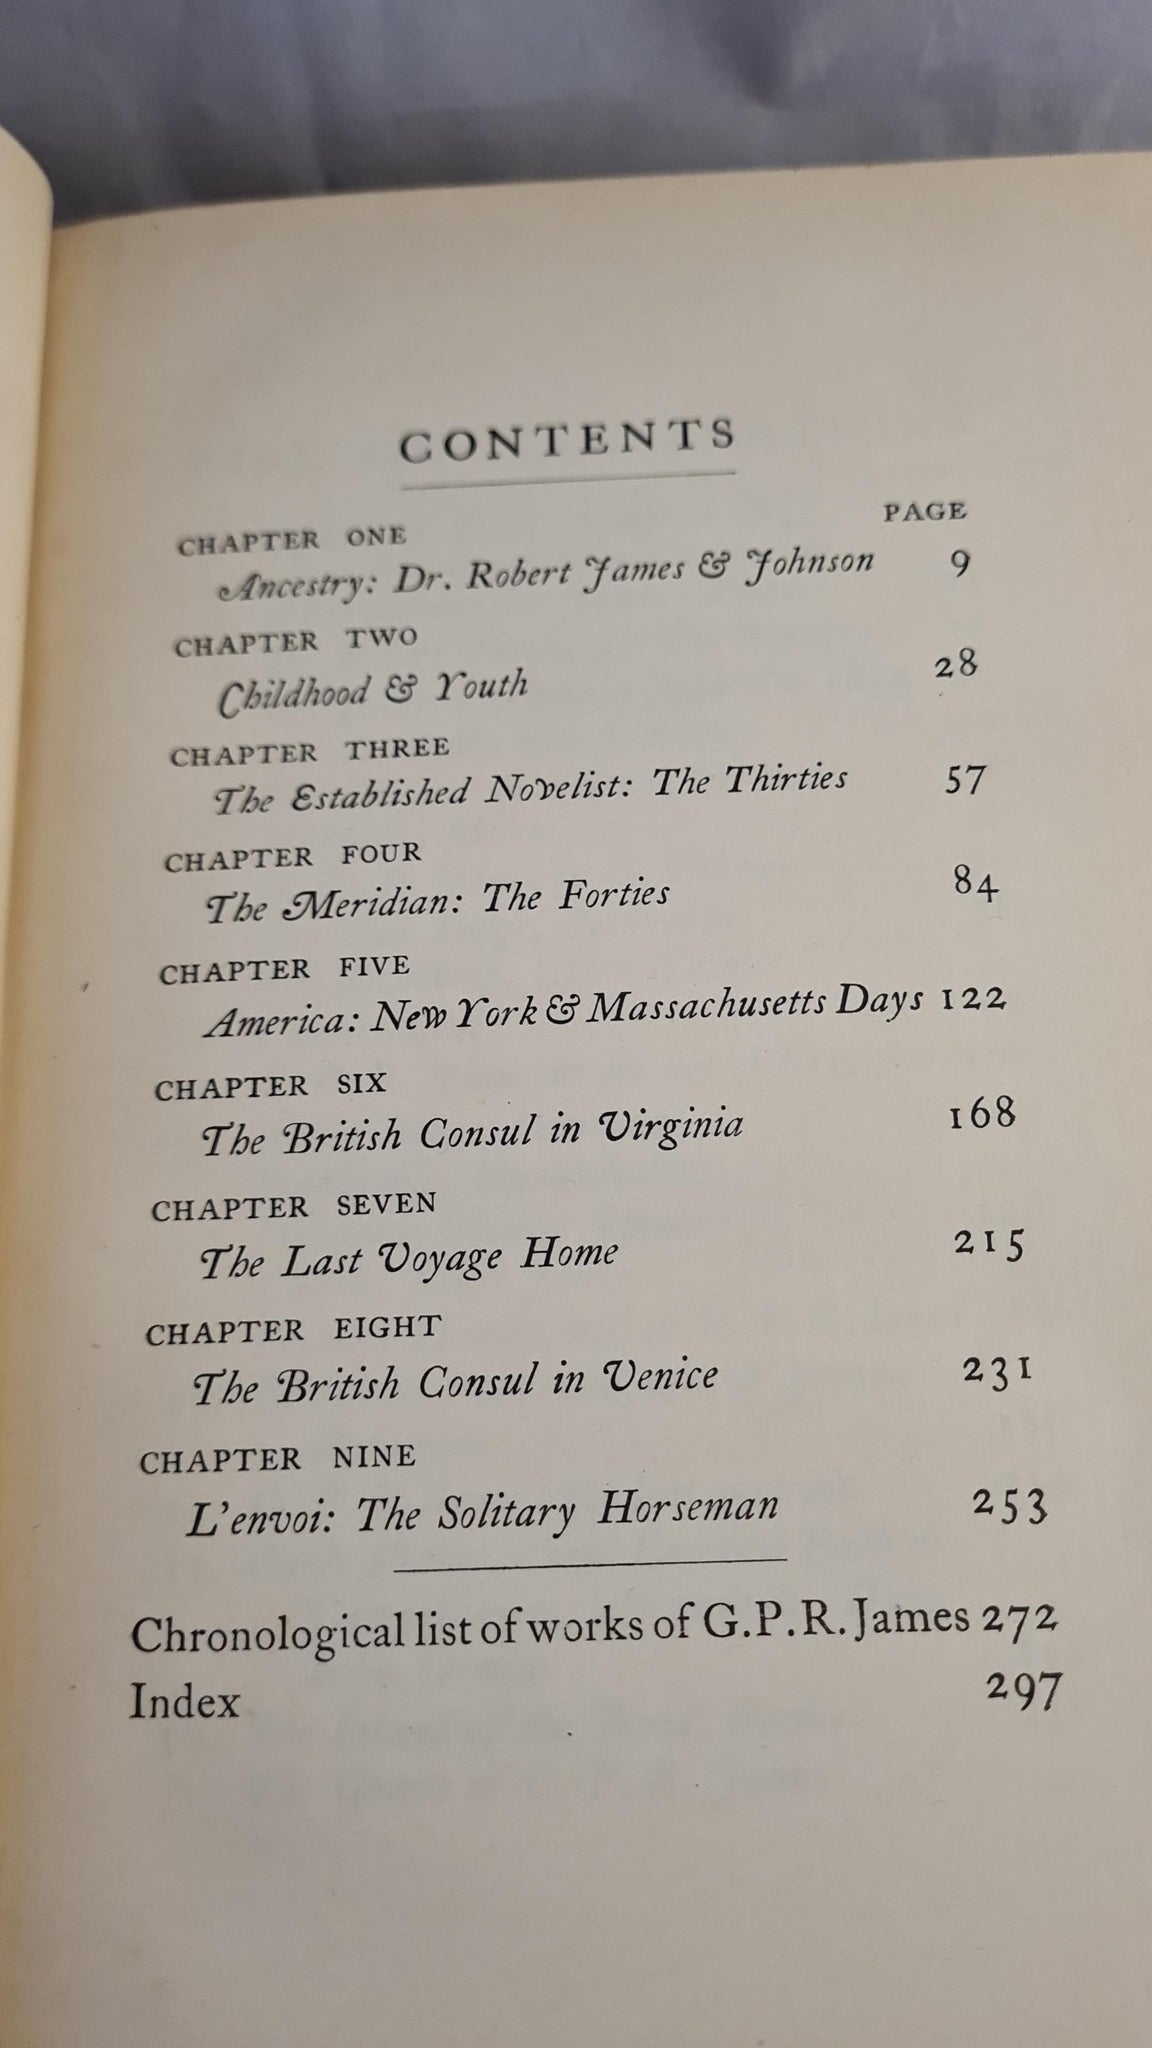 CONTENTS
PAGE
CHAPTER ONE
Ancestry: Dr. Robert James & Johnson 9
CHAPTER TWO
Childhood & Youth 28
CHAPTER THREE
The Established Novelist: The Thirties 57
CHAPTER FOUR
The Meridian: The Forties 84
CHAPTER FIVE
America: New York & Massachusetts Days 122
CHAPTER SIX
The British Consul in Virginia 168
CHAPTER SEVEN
The Last Voyage Home 215
CHAPTER EIGHT
The British Consul in Venice 231
CHAPTER NINE
L'envoi: The Solitary Horseman 253
Chronological list of works of G.P.R. James 272
Index 297